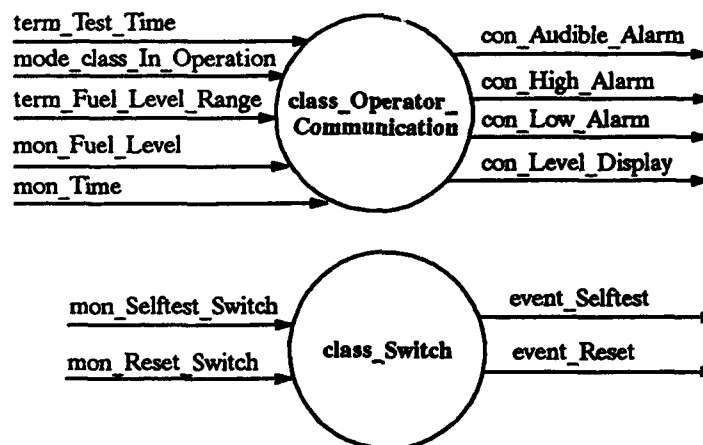 term_Test_Time
mode_class_In_Operation
term_Fuel_Level_Range
mon_Fuel_Level
mon_Time
class_Operator_
Communication
con_Audible_Alarm
con_High_Alarm
con_Low_Alarm
con_Level_Display
mon_Selftest_Switch
mon_Reset_Switch
class_Switch
event_Selftest
event_Reset